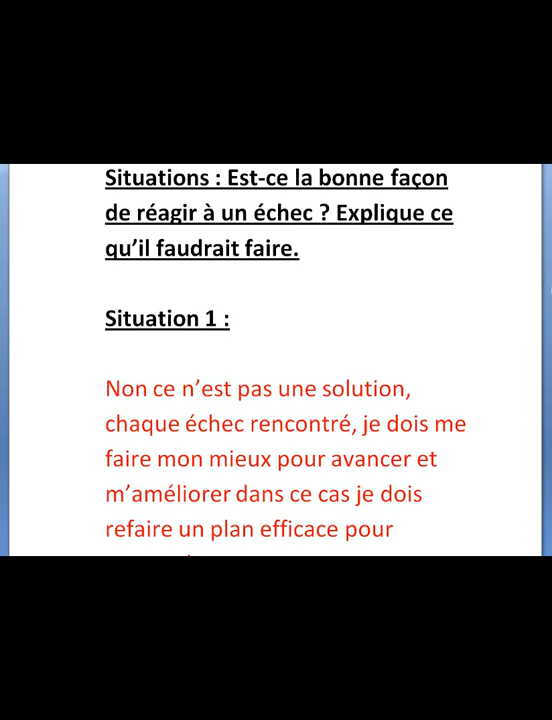 Situations : Est-ce la bonne façon
de réagir à un échec ? Explique ce
qu’il faudrait faire.
Situation 1 :
Non ce n’est pas une solution,
chaque échec rencontré, je dois me
faire mon mieux pour avancer et
m’améliorer dans ce cas je dois
refaire un plan efficace pour